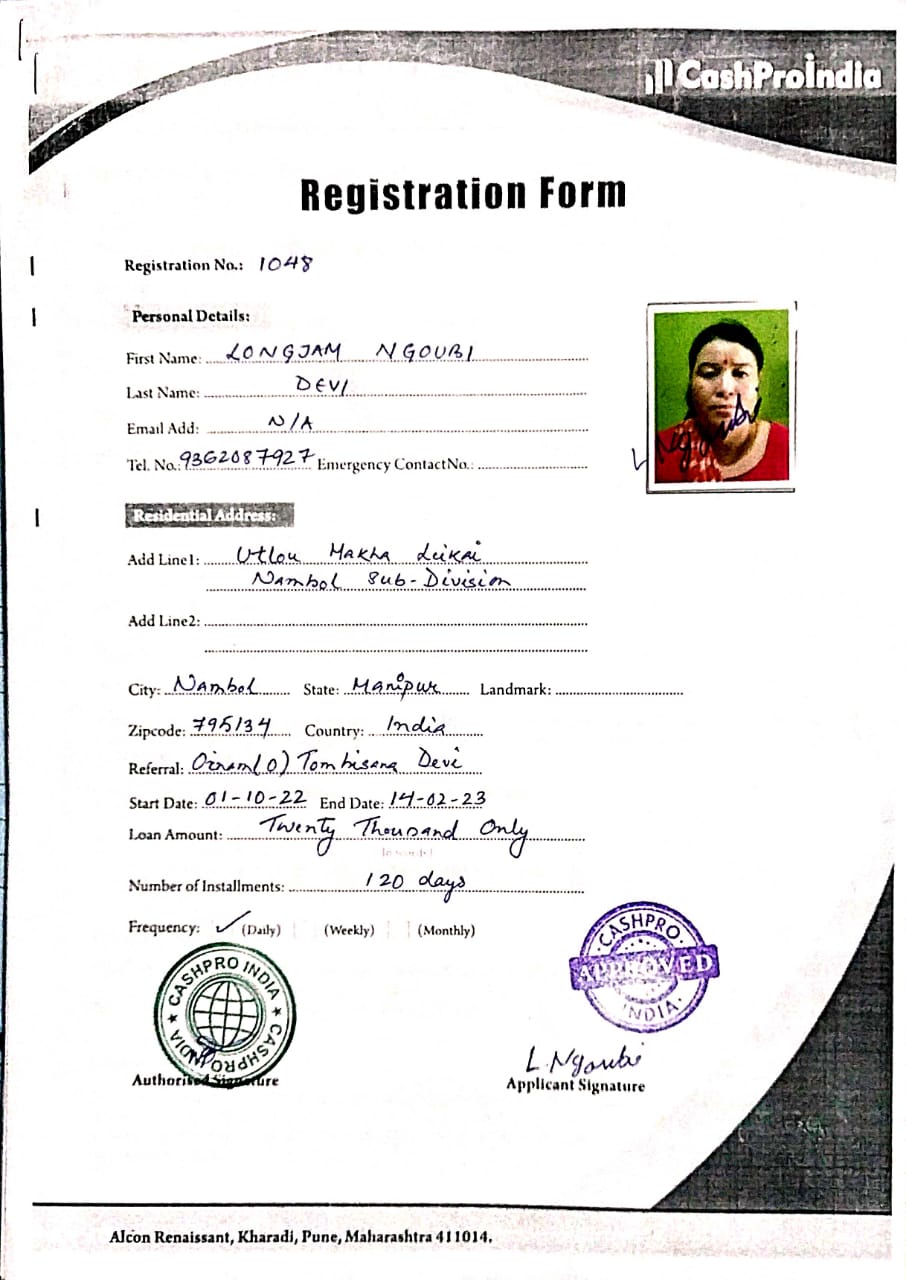 CashProIndia
Registration Form
Registration No.: 1048
Personal Details:
First Name: LONGJAM NGOUBI
Last Name: DEVI
Email Add: N/A
Tel. No.: 9362087927 Emergency ContactNo.:
L Ngoubi
Residential Address:
Add Line1: Utlou Makha Leikai
Nambol Sub-Division
Add Line2:
City: Nambol State: Manipur Landmark:
Zipcode: 795134 Country: India
Referral: Oinam(o) Tombisana Devi
Start Date: 01-10-22 End Date: 14-02-23
Loan Amount: Twenty Thousand Only
Number of Installments: 120 days
Frequency: ✓ (Daily) (Weekly) (Monthly)
CASHPRO INDIA ★ CASHPRO INDIA ★
CASHPRO
APPROVED
INDIA
L. Ngoubi
Authorised Signature Applicant Signature
Alcon Renaissant, Kharadi, Pune, Maharashtra 411014.